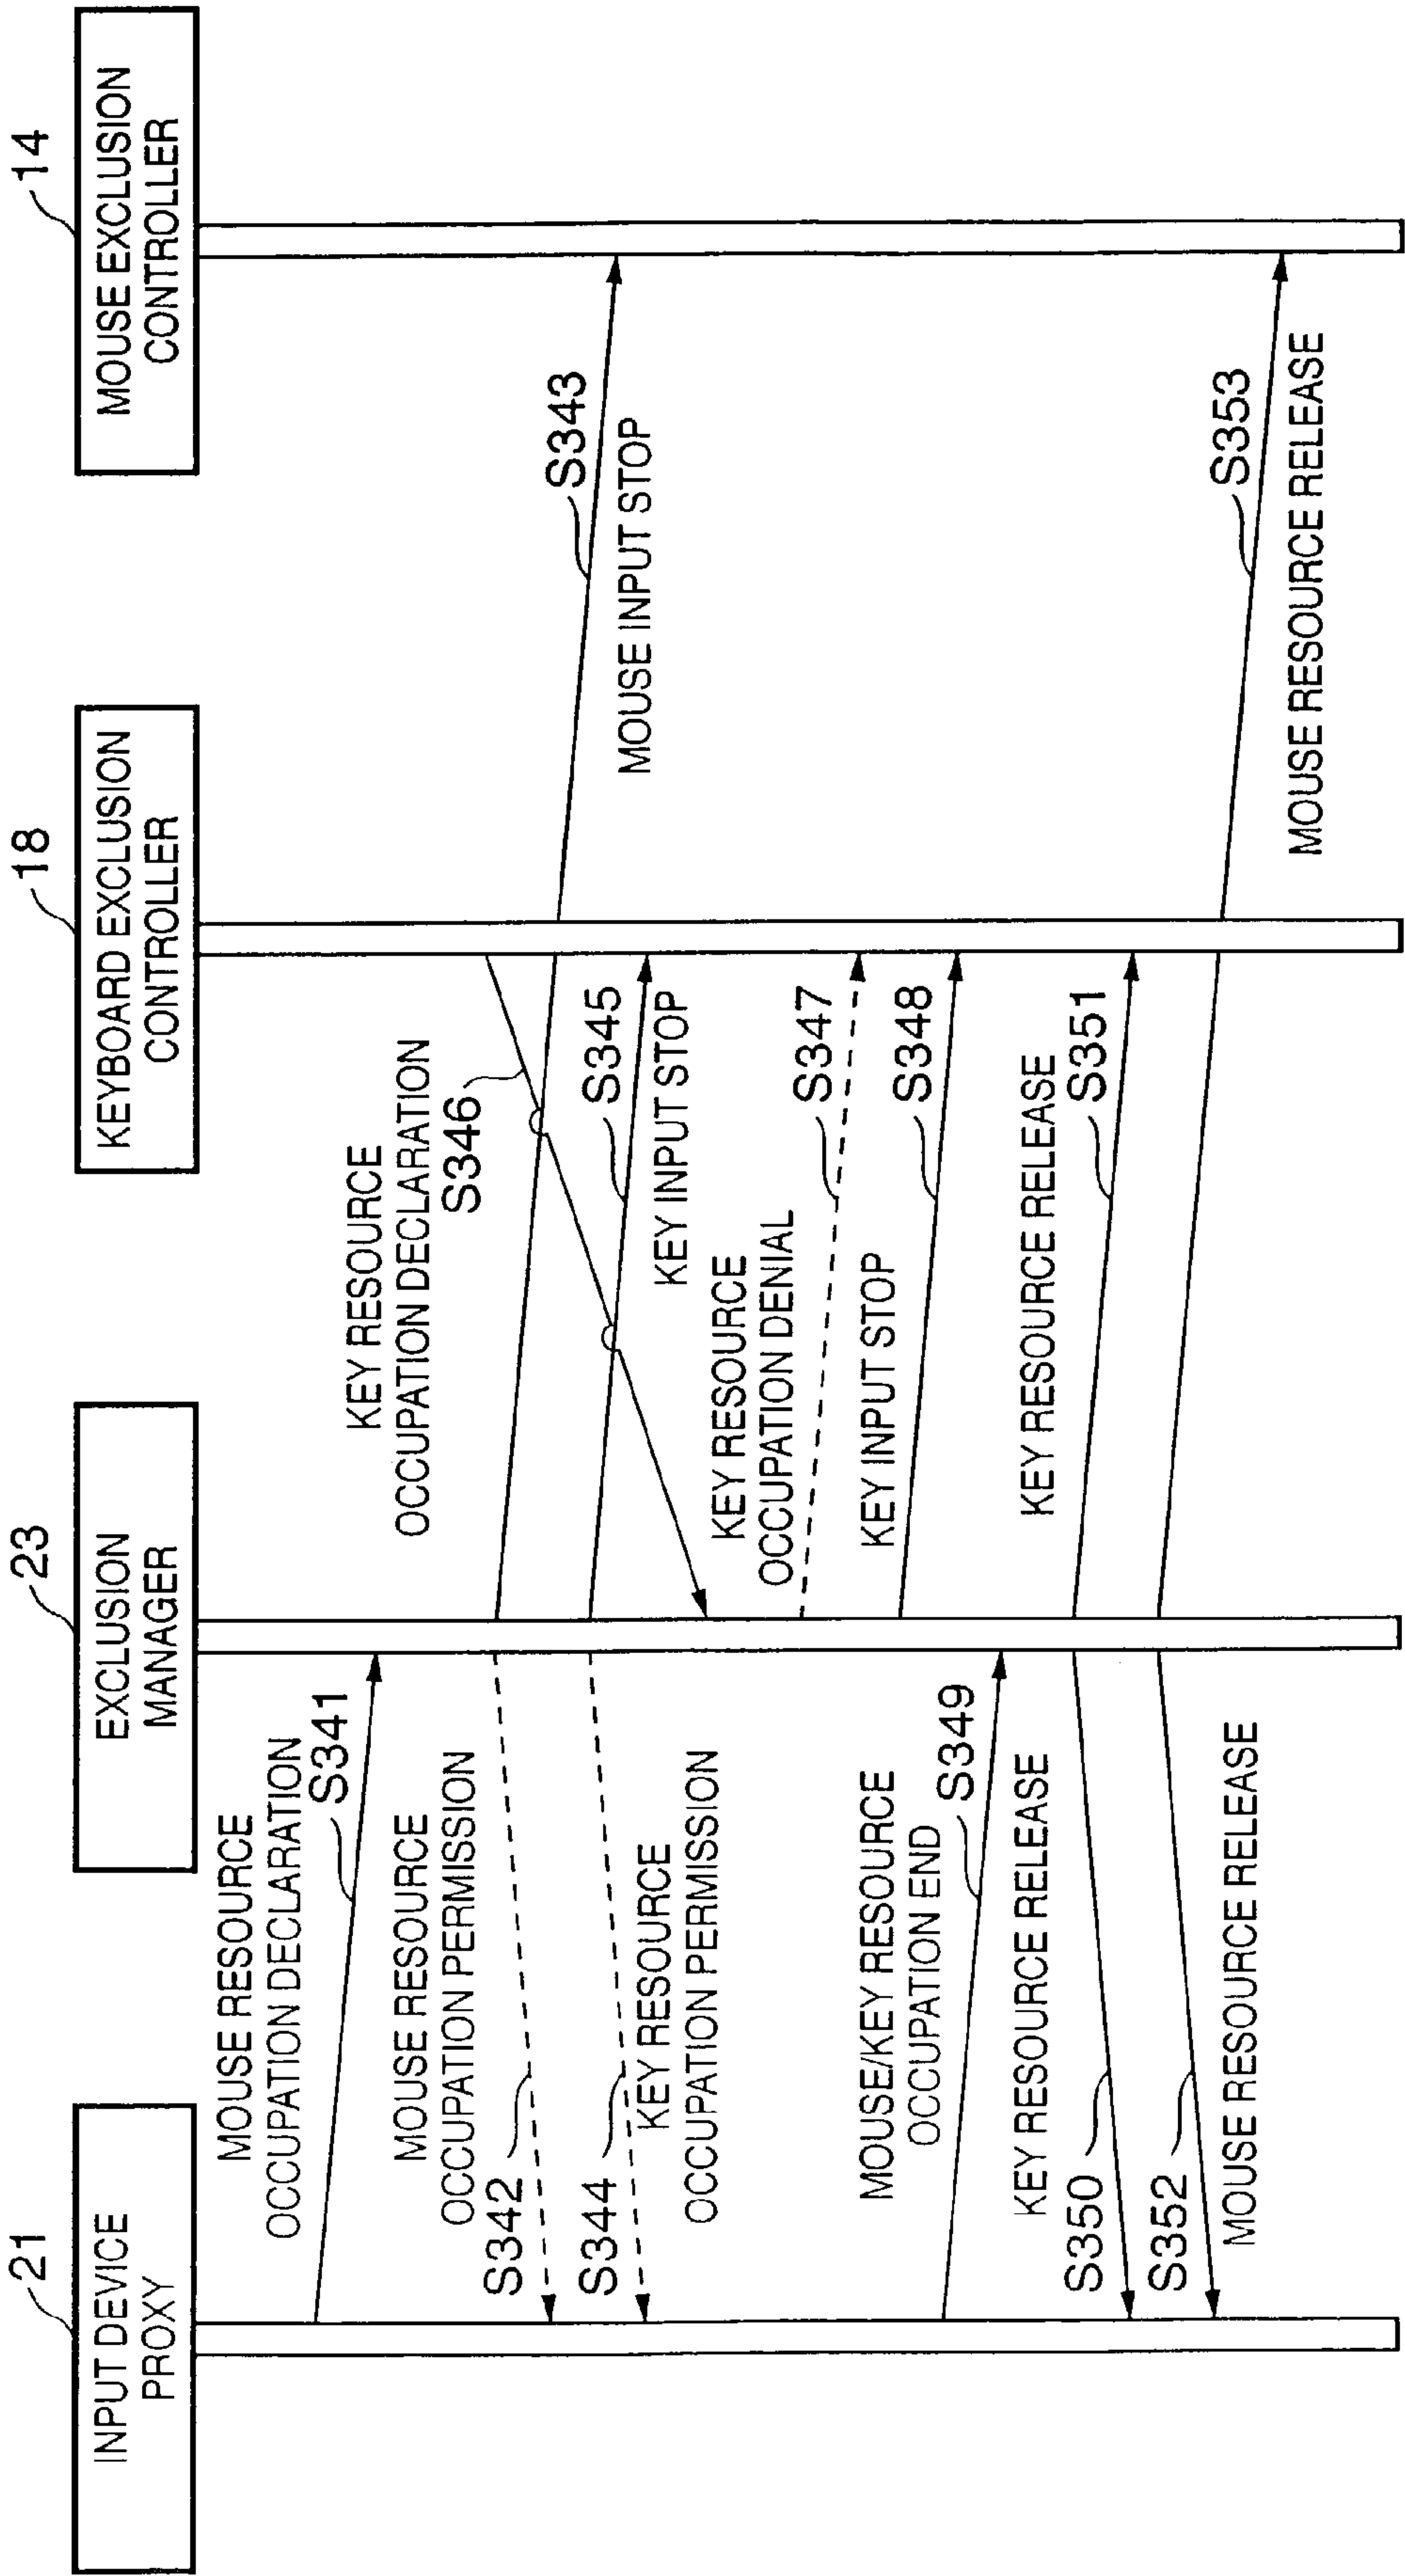 21
INPUT DEVICE
PROXY
23
EXCLUSION
MANAGER
18
KEYBOARD EXCLUSION
CONTROLLER
14
MOUSE EXCLUSION
CONTROLLER
MOUSE RESOURCE
OCCUPATION DECLARATION
S341
MOUSE RESOURCE
OCCUPATION PERMISSION
S342
S344
KEY RESOURCE
OCCUPATION PERMISSION
KEY RESOURCE
OCCUPATION DECLARATION
S346
S343
MOUSE INPUT STOP
S345
KEY INPUT STOP
KEY RESOURCE
OCCUPATION DENIAL
S347
KEY INPUT STOP
S348
MOUSE/KEY RESOURCE
OCCUPATION END
S349
KEY RESOURCE RELEASE
S350
S352
MOUSE RESOURCE RELEASE
KEY RESOURCE RELEASE
S351
S353
MOUSE RESOURCE RELEASE